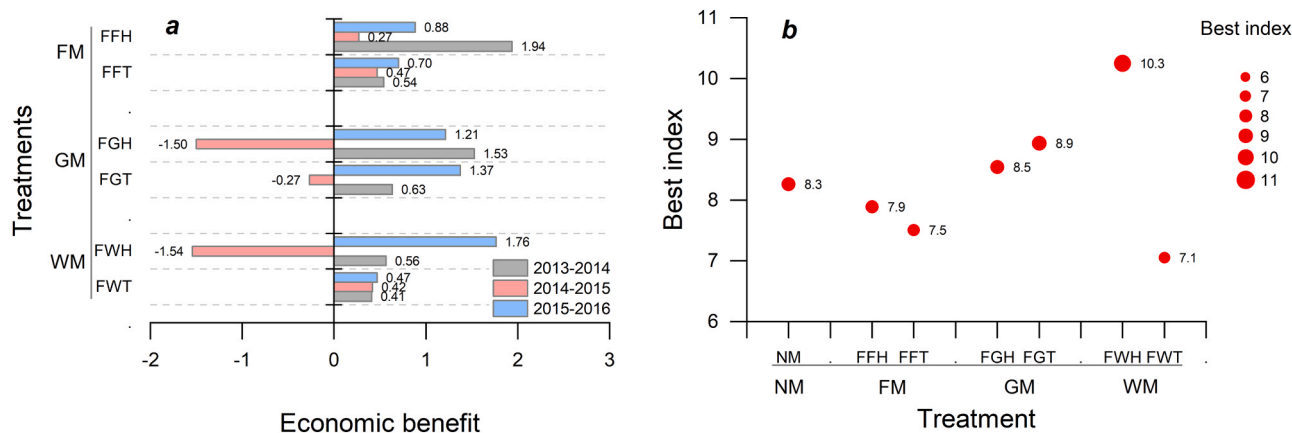 a
Treatments
FM
GM
WM
FFH
FFT
.
FGH
FGT
.
FWH
FWT
.
0.88
0.27
1.94
0.70
0.47
0.54
1.21
-1.50
1.53
1.37
-0.27
0.63
1.76
-1.54
0.56
0.47
0.42
0.41
2013-2014
2014-2015
2015-2016
-2 -1 0 1 2 3
Economic benefit
b
Best index
11
10
9
8
7
6
8.3
7.9
7.5
8.5
8.9
10.3
7.1
NM . FFH FFT . FGH FGT . FWH FWT .
NM FM GM WM
Treatment
Best index
6
7
8
9
10
11